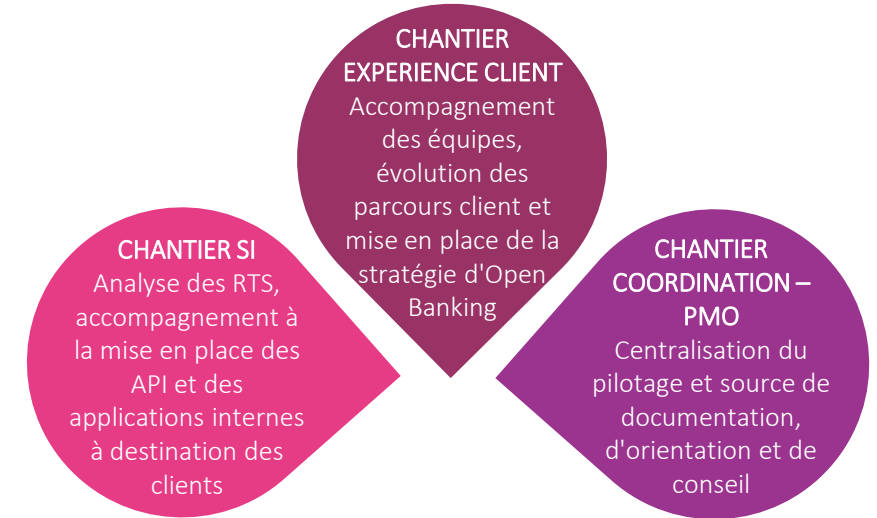 CHANTIER
EXPERIENCE CLIENT
Accompagnement
des équipes,
évolution des
parcours client et
mise en place de la
stratégie d'Open
Banking
CHANTIER SI
Analyse des RTS,
accompagnement à
la mise en place des
API et des
applications internes
à destination des
clients
CHANTIER
COORDINATION –
PMO
Centralisation du
pilotage et source de
documentation,
d'orientation et de
conseil